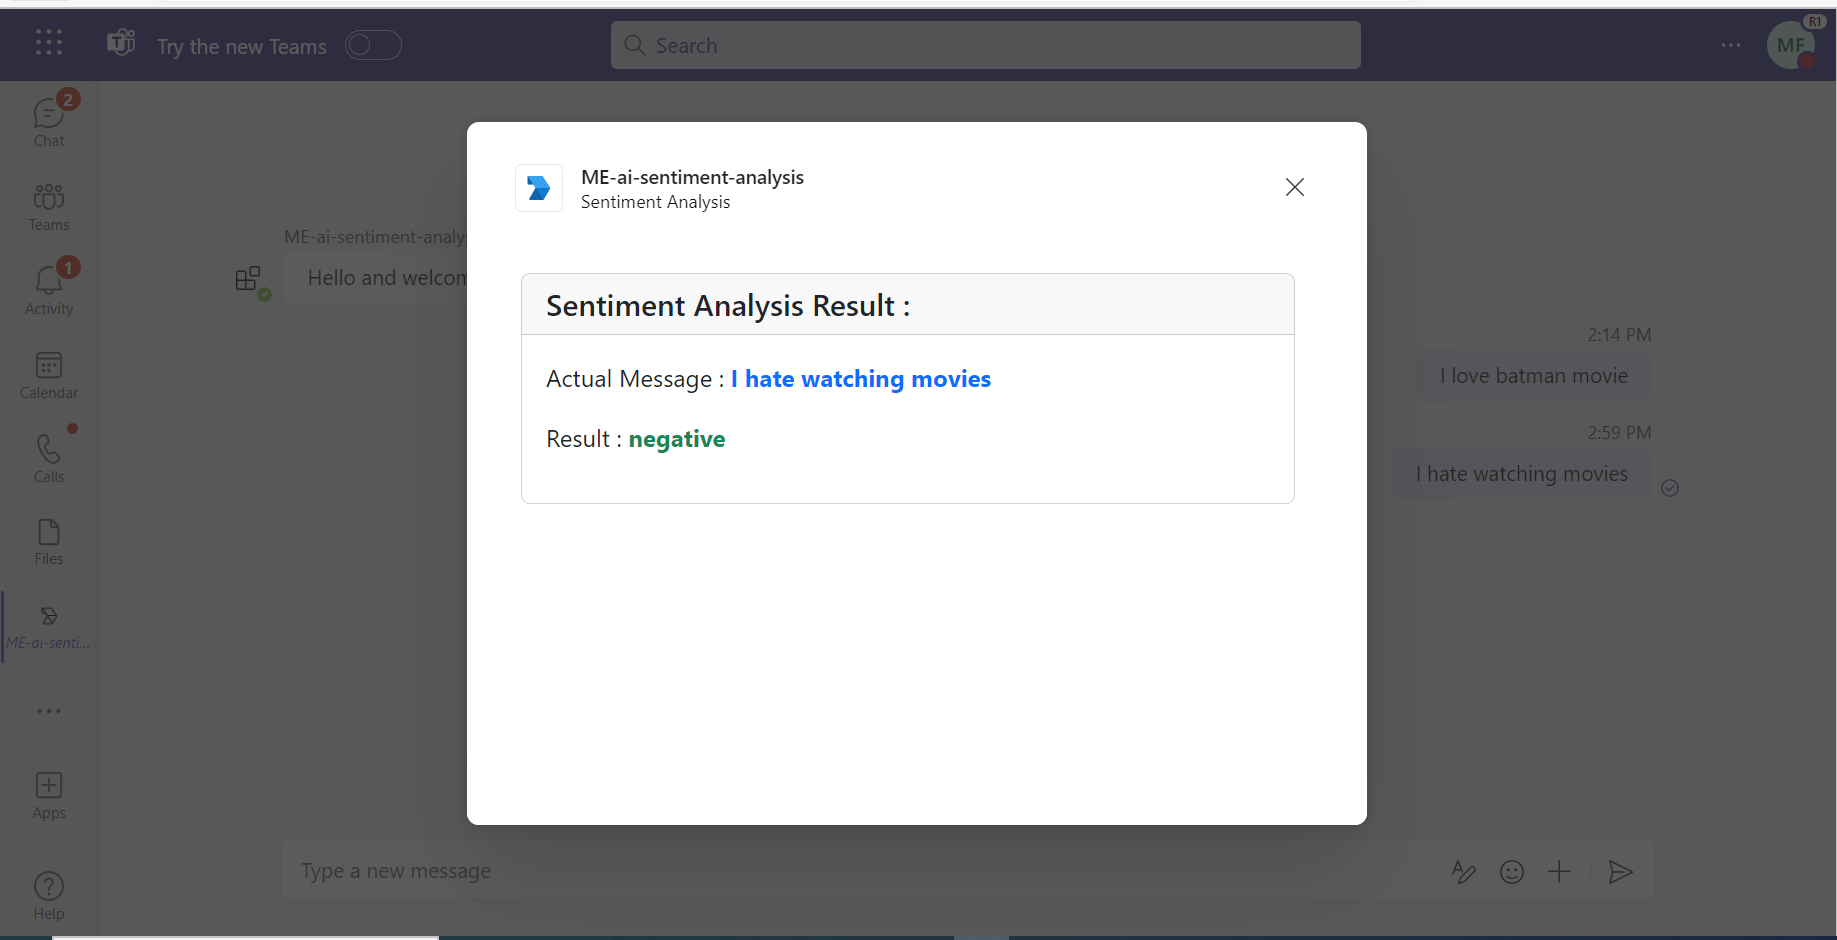 Try the new Teams
Search
RI
MF
2
Chat
Teams
1
Activity
Calendar
Calls
Files
ME-ai-senti...
Apps
Help
ME-ai-sentiment-analys
Hello and welcom
2:14 PM
I love batman movie
2:59 PM
I hate watching movies
ME-ai-sentiment-analysis
Sentiment Analysis
Sentiment Analysis Result :
Actual Message : I hate watching movies
Result : negative
Type a new message